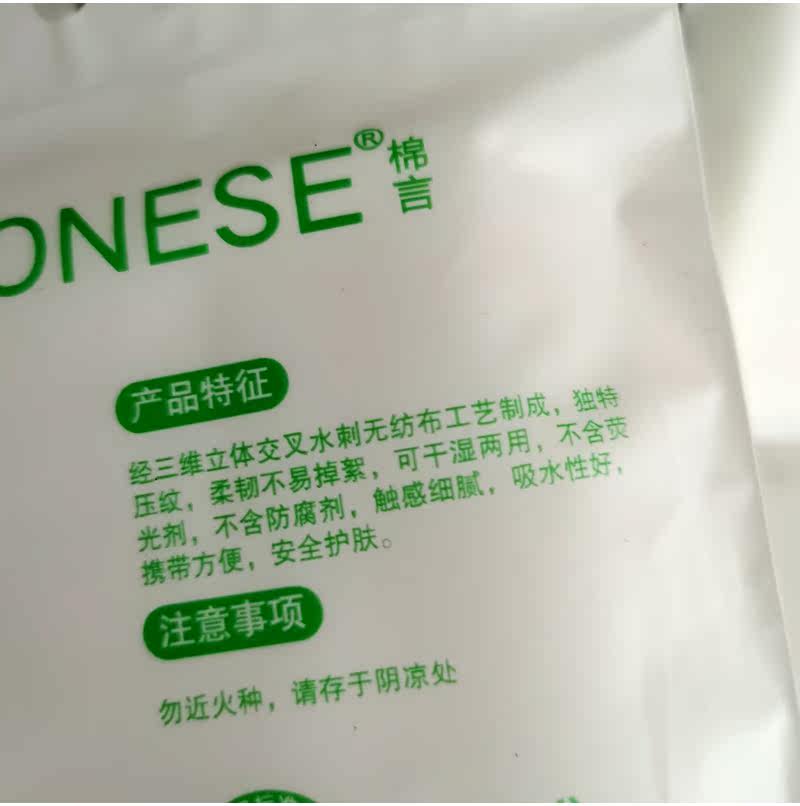 ONESE® 棉言
产品特征
经三维立体交叉水刺无纺布工艺制成，独特
压纹，柔韧不易掉絮，可干湿两用，不含荧
光剂，不含防腐剂，触感细腻，吸水性好，
携带方便，安全护肤。
注意事项
勿近火种，请存于阴凉处